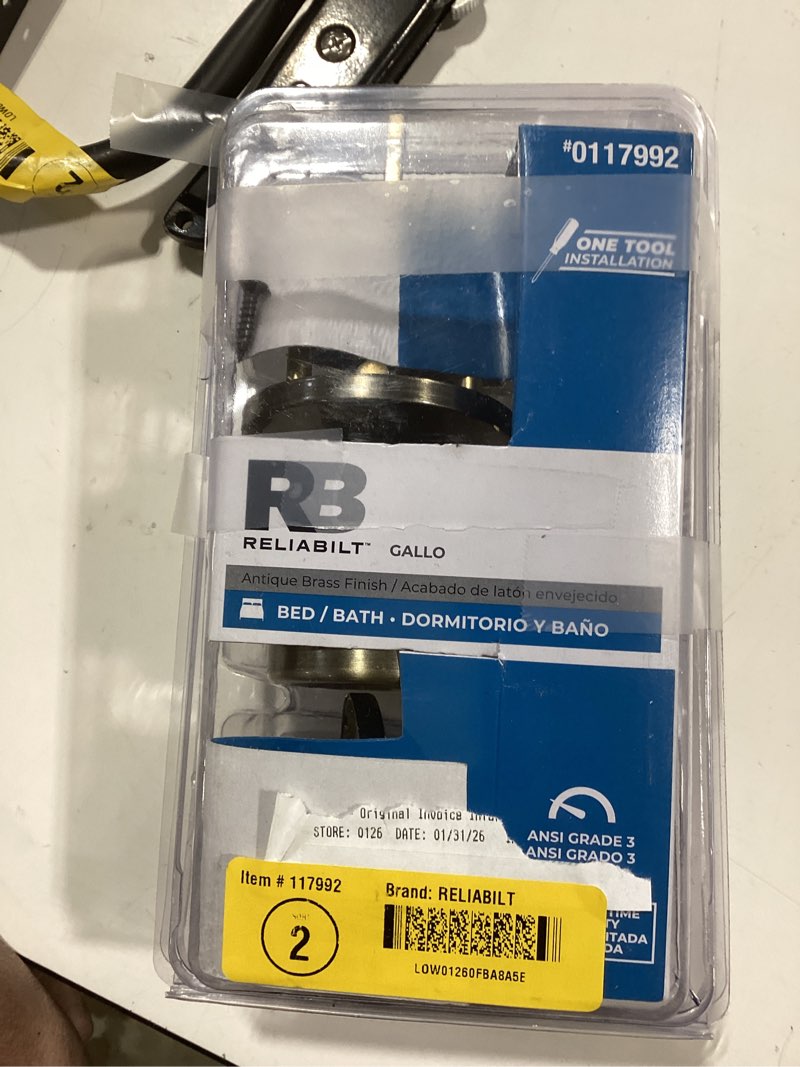 #0117992
ONE TOOL
INSTALLATION
RB
RELIABILT™ GALLO
Antique Brass Finish / Acabado de latón envejecido
BED / BATH • DORMITORIO Y BAÑO
ANSI GRADE 3
ANSI GRADO 3
Original Invoice
STORE: 0126 DATE: 01/31/26
Item # 117992
Brand: RELIABILT
2
LOW01260FBA8A5E